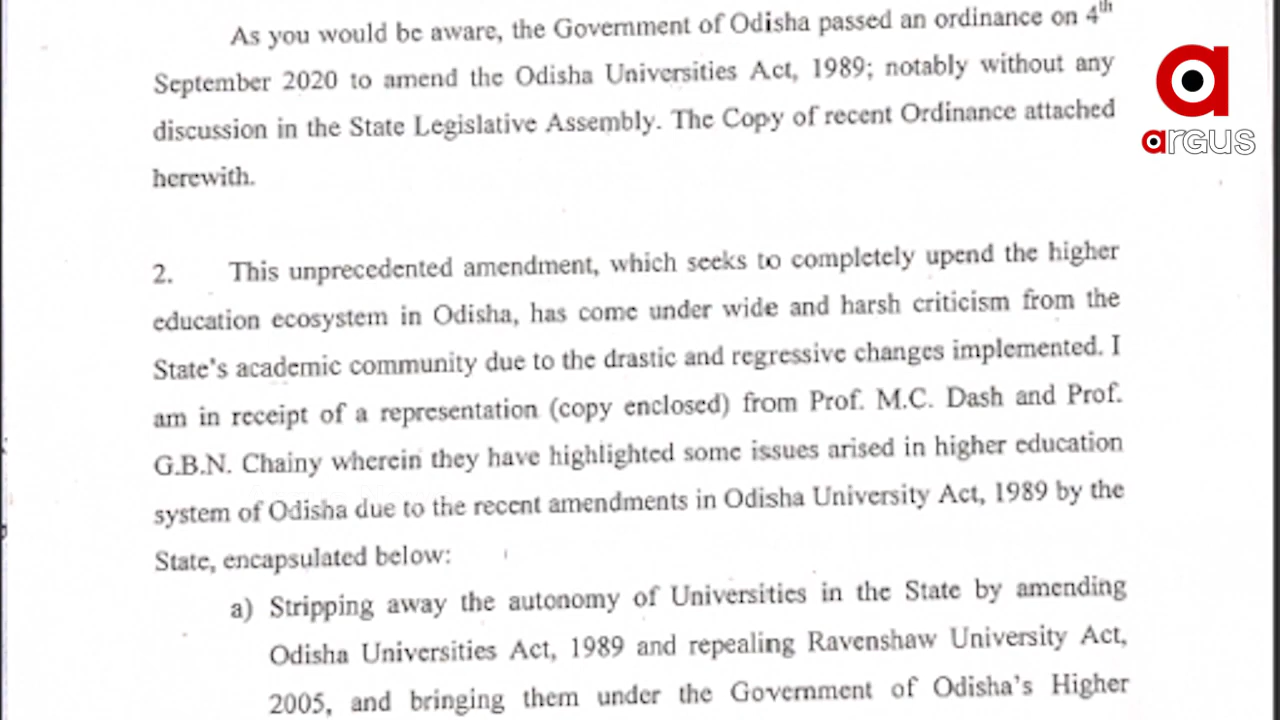 As you would be aware, the Government of Odisha passed an ordinance on 4th
September 2020 to amend the Odisha Universities Act, 1989; notably without any
discussion in the State Legislative Assembly. The Copy of recent Ordinance attached
herewith.
2. This unprecedented amendment, which seeks to completely upend the higher
education ecosystem in Odisha, has come under wide and harsh criticism from the
State's academic community due to the drastic and regressive changes implemented. I
am in receipt of a representation (copy enclosed) from Prof. M.C. Dash and Prof.
G.B.N. Chainy wherein they have highlighted some issues arised in higher education
system of Odisha due to the recent amendments in Odisha University Act, 1989 by the
State, encapsulated below:
a) Stripping away the autonomy of Universities in the State by amending
Odisha Universities Act, 1989 and repealing Ravenshaw University Act,
2005, and bringing them under the Government of Odisha's Higher
a
argus